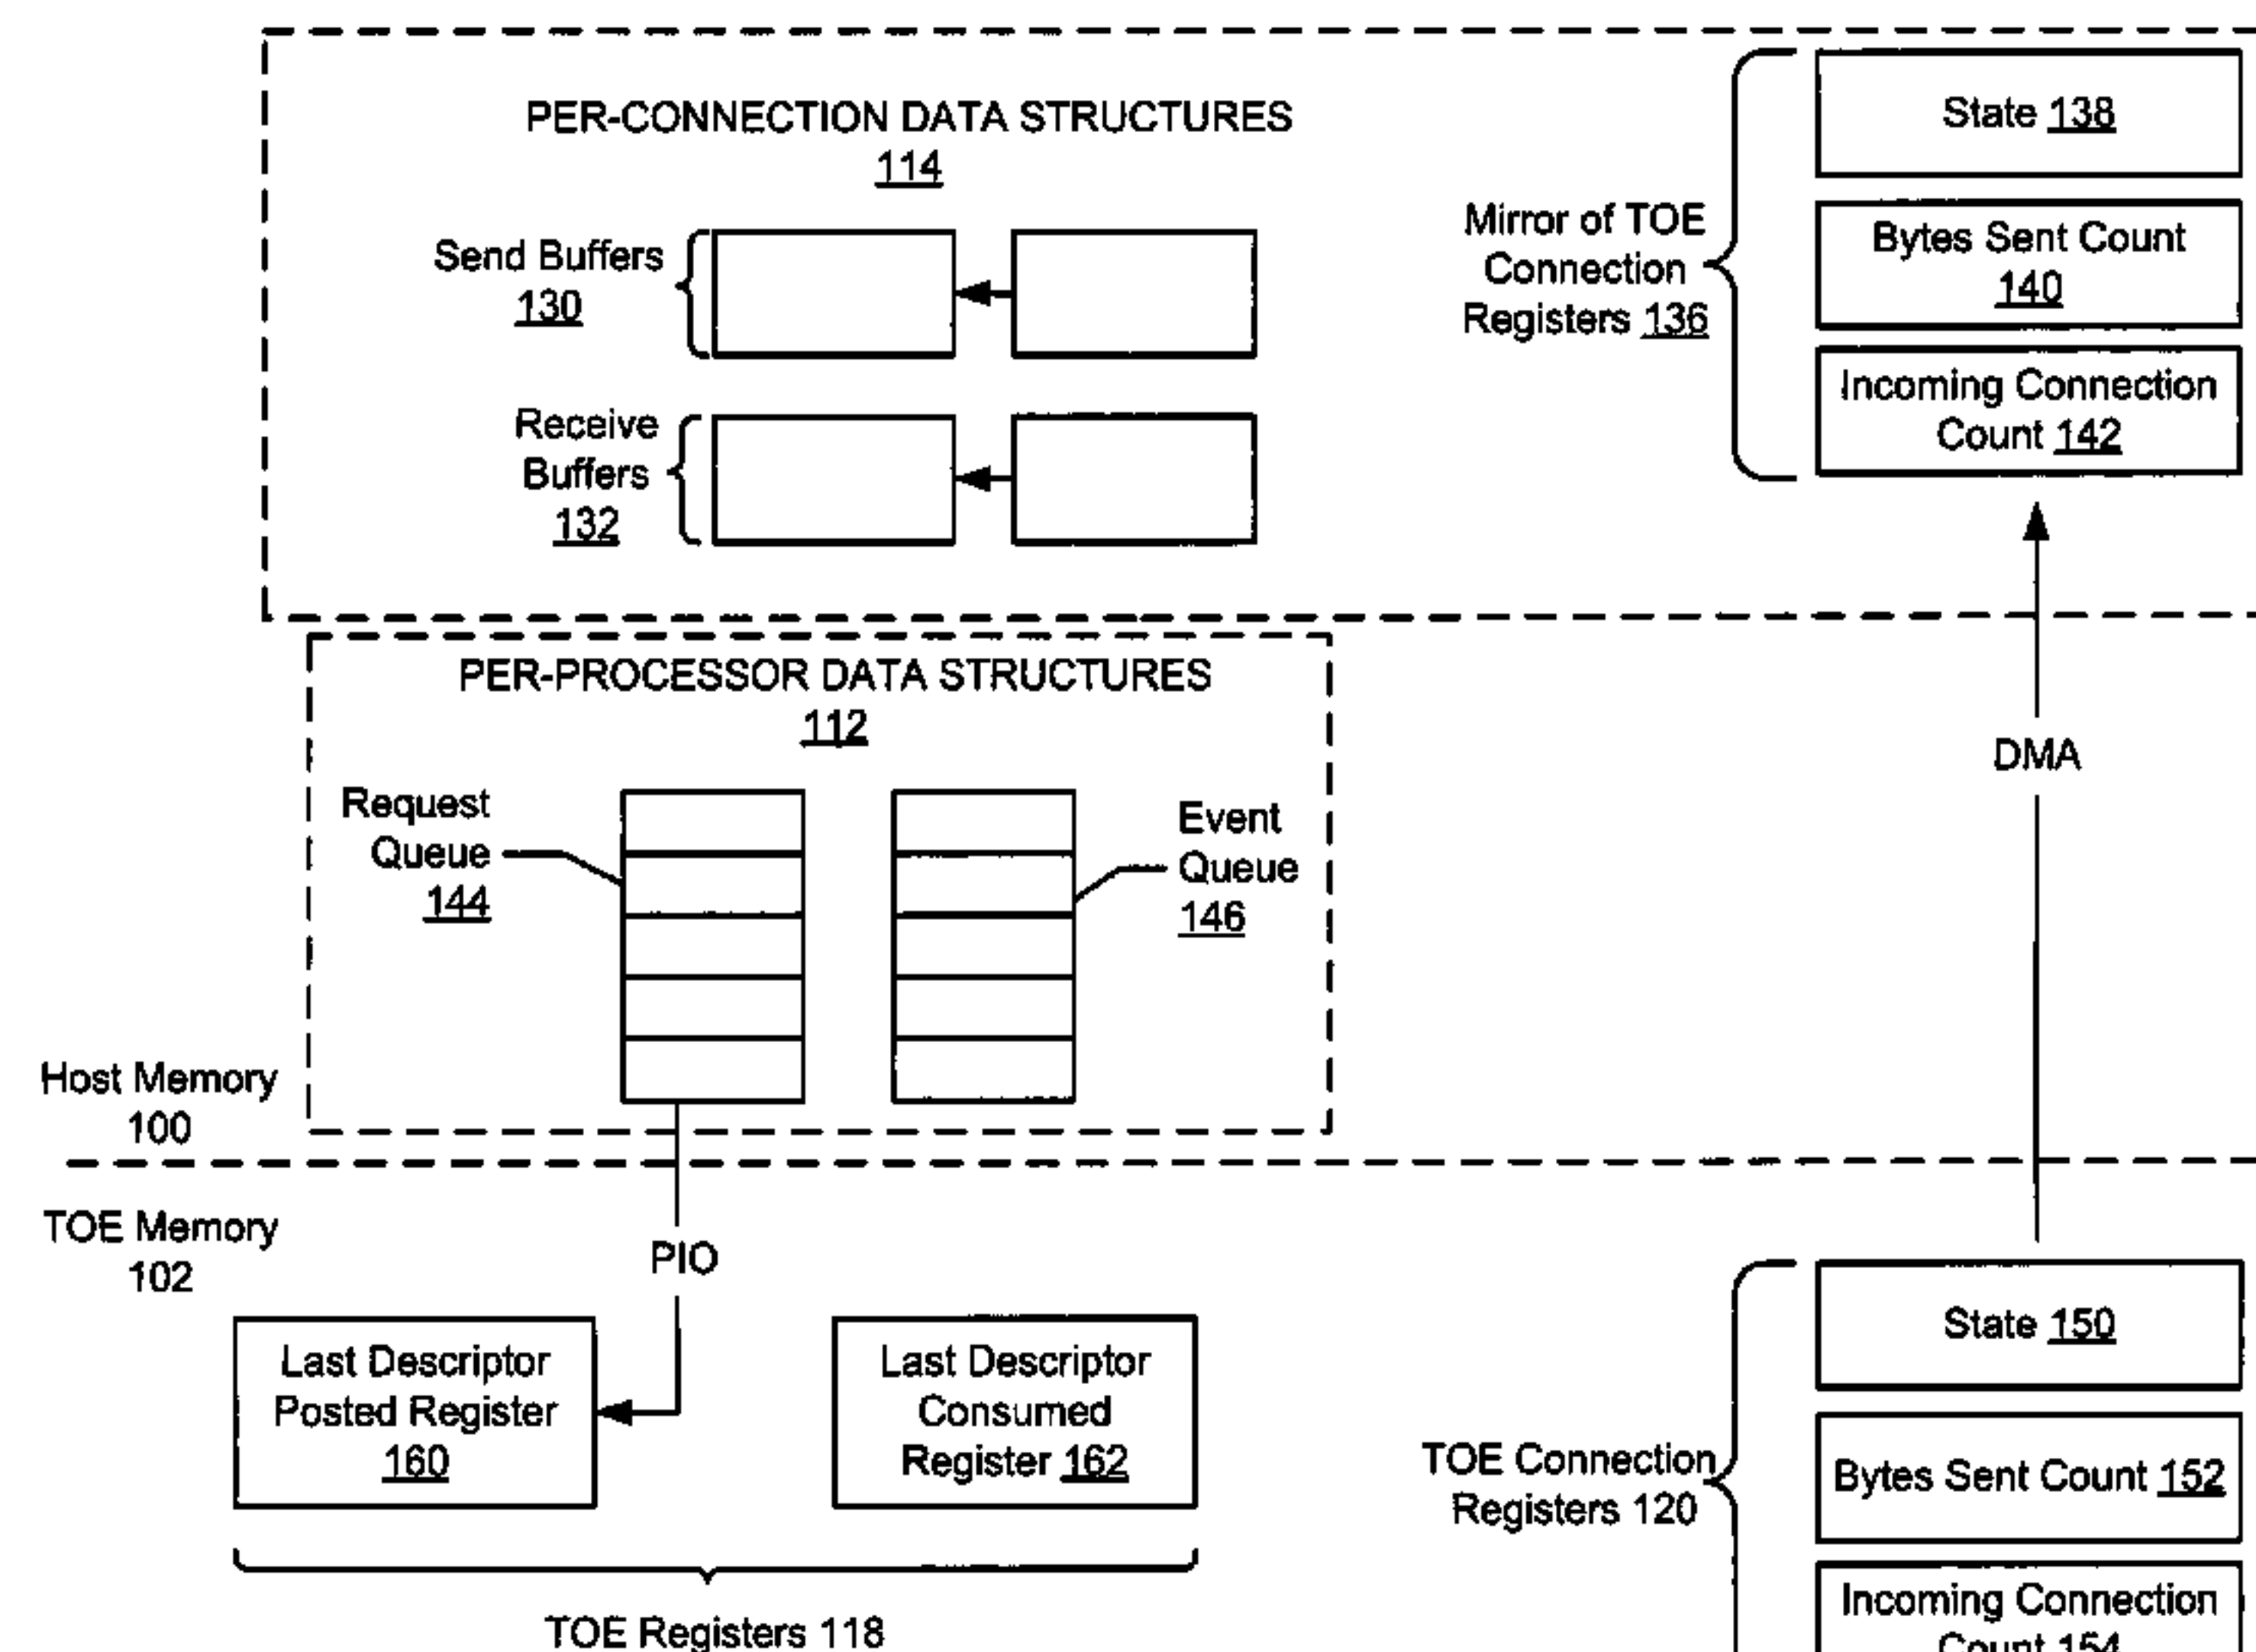 PER-CONNECTION DATA STRUCTURES
114
Send Buffers
130
Receive
Buffers
132
Mirror of TOE
Connection
Registers 136
State 138
Bytes Sent Count
140
Incoming Connection
Count 142
PER-PROCESSOR DATA STRUCTURES
112
Request
Queue
144
Event
Queue
146
DMA
Host Memory
100
TOE Memory
102
PIO
Last Descriptor
Posted Register
160
Last Descriptor
Consumed
Register 162
TOE Registers 118
TOE Connection
Registers 120
State 150
Bytes Sent Count 152
Incoming Connection
Count 154